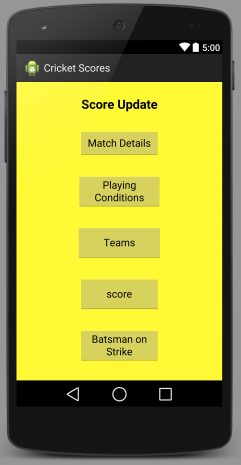 5:00
Cricket Scores
Score Update
Match Details
Playing
Conditions
Teams
score
Batsman on
Strike